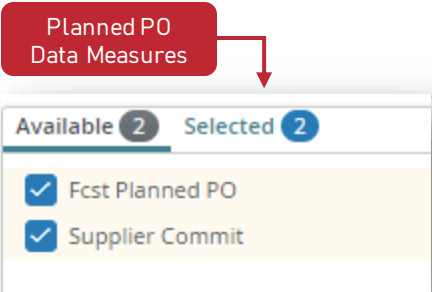 Planned PO
Data Measures
Available 2 Selected 2
Fcst Planned PO
Supplier Commit